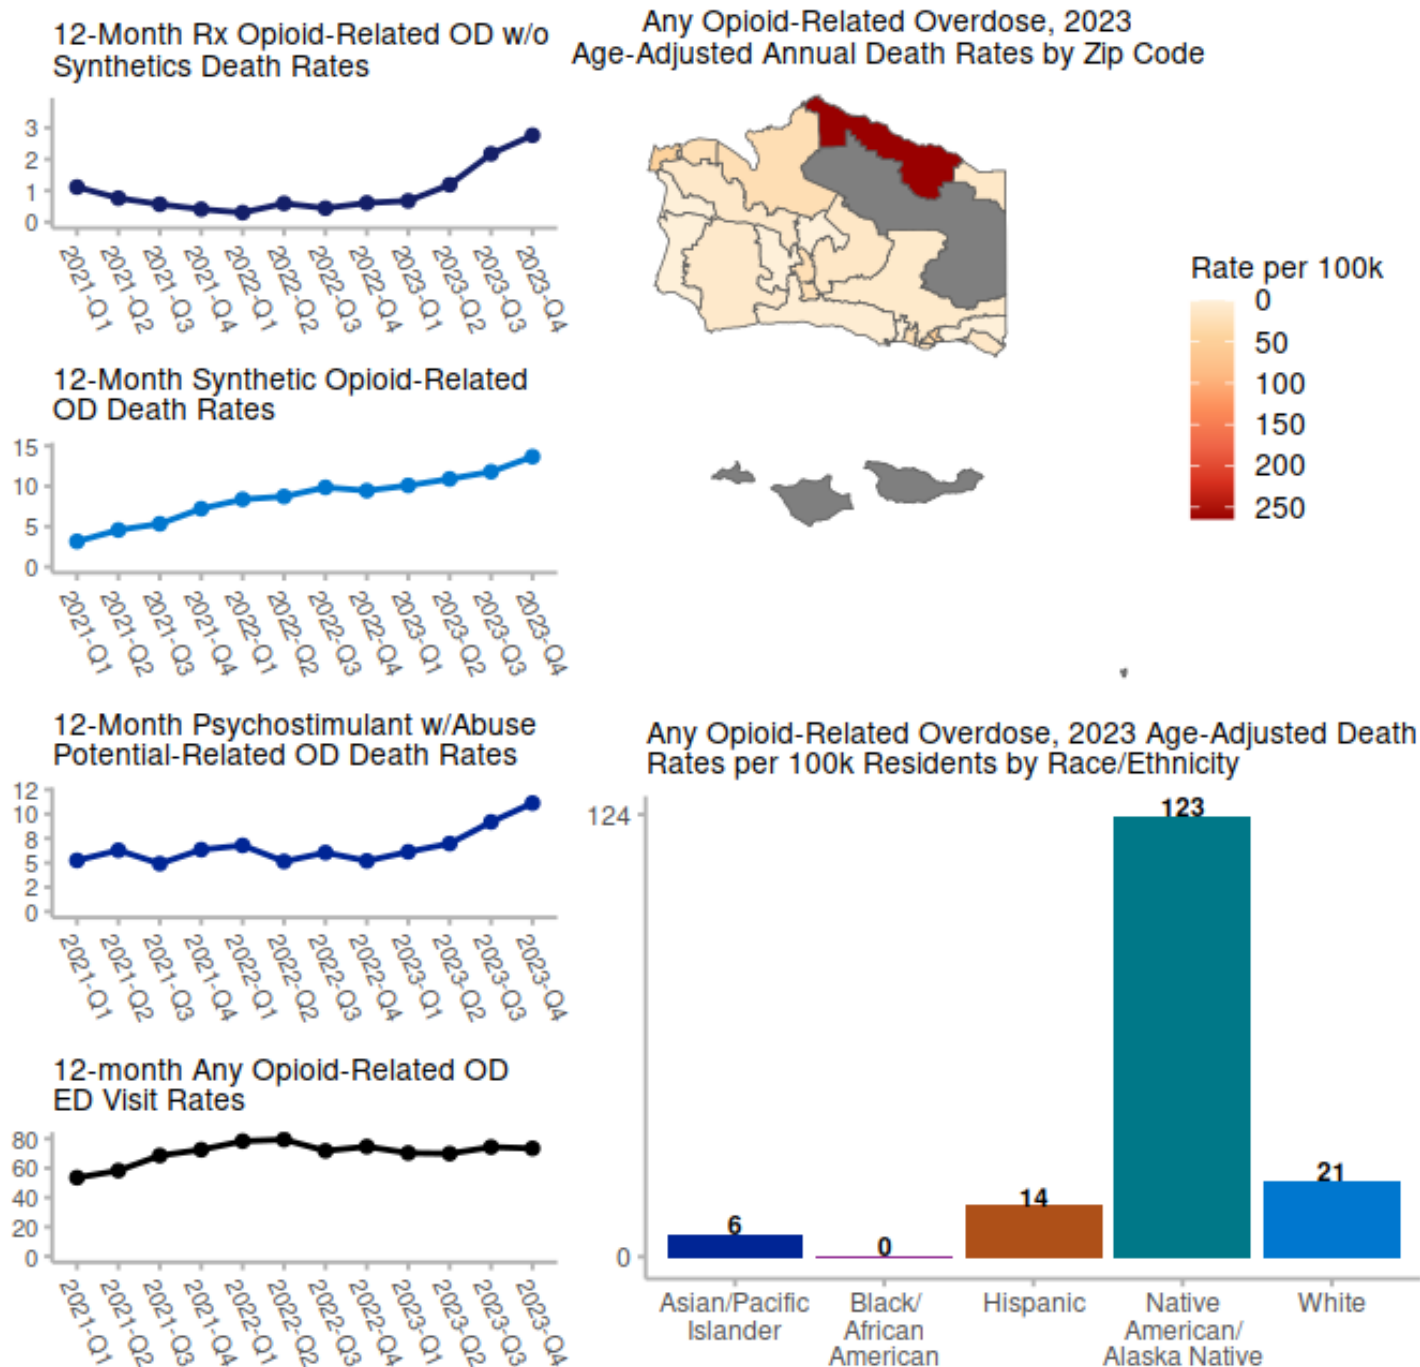 12-Month Rx Opioid-Related OD w/o
Synthetics Death Rates
3
2
1
0
2021-Q1
2021-Q2
2021-Q3
2021-Q4
2022-Q1
2022-Q2
2022-Q3
2022-Q4
2023-Q1
2023-Q2
2023-Q3
2023-Q4
12-Month Synthetic Opioid-Related
OD Death Rates
15
10
5
0
2021-Q1
2021-Q2
2021-Q3
2021-Q4
2022-Q1
2022-Q2
2022-Q3
2022-Q4
2023-Q1
2023-Q2
2023-Q3
2023-Q4
12-Month Psychostimulant w/Abuse
Potential-Related OD Death Rates
12
10
8
5
2
0
2021-Q1
2021-Q2
2021-Q3
2021-Q4
2022-Q1
2022-Q2
2022-Q3
2022-Q4
2023-Q1
2023-Q2
2023-Q3
2023-Q4
12-month Any Opioid-Related OD
ED Visit Rates
80
60
40
20
0
2021-Q1
2021-Q2
2021-Q3
2021-Q4
2022-Q1
2022-Q2
2022-Q3
2022-Q4
2023-Q1
2023-Q2
2023-Q3
2023-Q4
Any Opioid-Related Overdose, 2023
Age-Adjusted Annual Death Rates by Zip Code
Rate per 100k
0
50
100
150
200
250
Any Opioid-Related Overdose, 2023 Age-Adjusted Death
Rates per 100k Residents by Race/Ethnicity
124
0
6
0
14
123
21
Asian/Pacific
Islander
Black/
African
American
Hispanic
Native
American/
Alaska Native
White